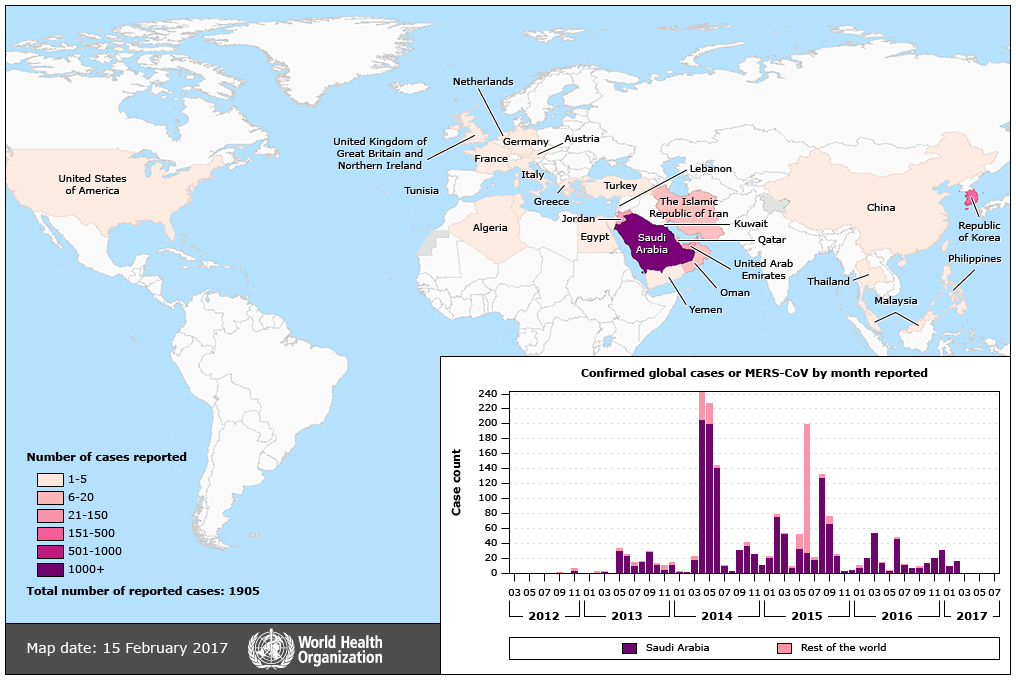 Netherlands
United Kingdom of
Great Britain and
Northern Ireland
Germany
Austria
France
Italy
Lebanon
United States
of America
Tunisia
Greece
Turkey
The Islamic
Republic of Iran
China
Jordan
Kuwait
Republic
of Korea
Algeria
Egypt
Saudi
Arabia
Qatar
United Arab
Emirates
Philippines
Thailand
Oman
Malaysia
Yemen
Confirmed global cases or MERS-CoV by month reported
Case count
240
220
200
180
160
140
120
100
80
60
40
20
0
03 05 07 09 11 01 03 05 07 09 11 01 03 05 07 09 11 01 03 05 07 09 11 01 03 05 07 09 11 01 03 05 07
2012 2013 2014 2015 2016 2017
Saudi Arabia Rest of the world
Number of cases reported
1-5
6-20
21-150
151-500
501-1000
1000+
Total number of reported cases: 1905
Map date: 15 February 2017
World Health
Organization